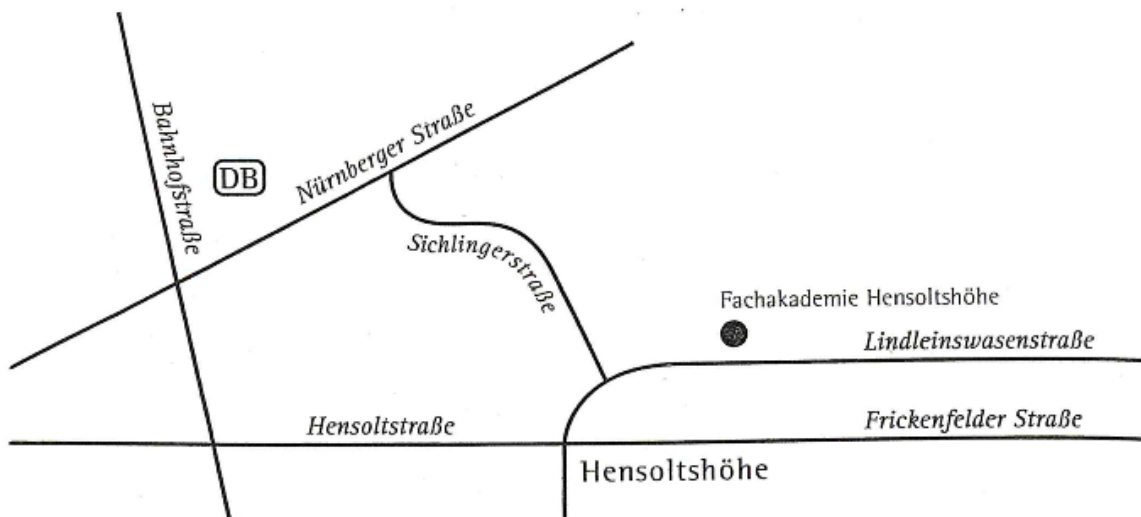 Bahnhofstraße
DB
Nürnberger Straße
Sichlingerstraße
Fachakademie Hensoltshöhe
Lindleinswasenstraße
Hensoltstraße
Frickenfelder Straße
Hensoltshöhe